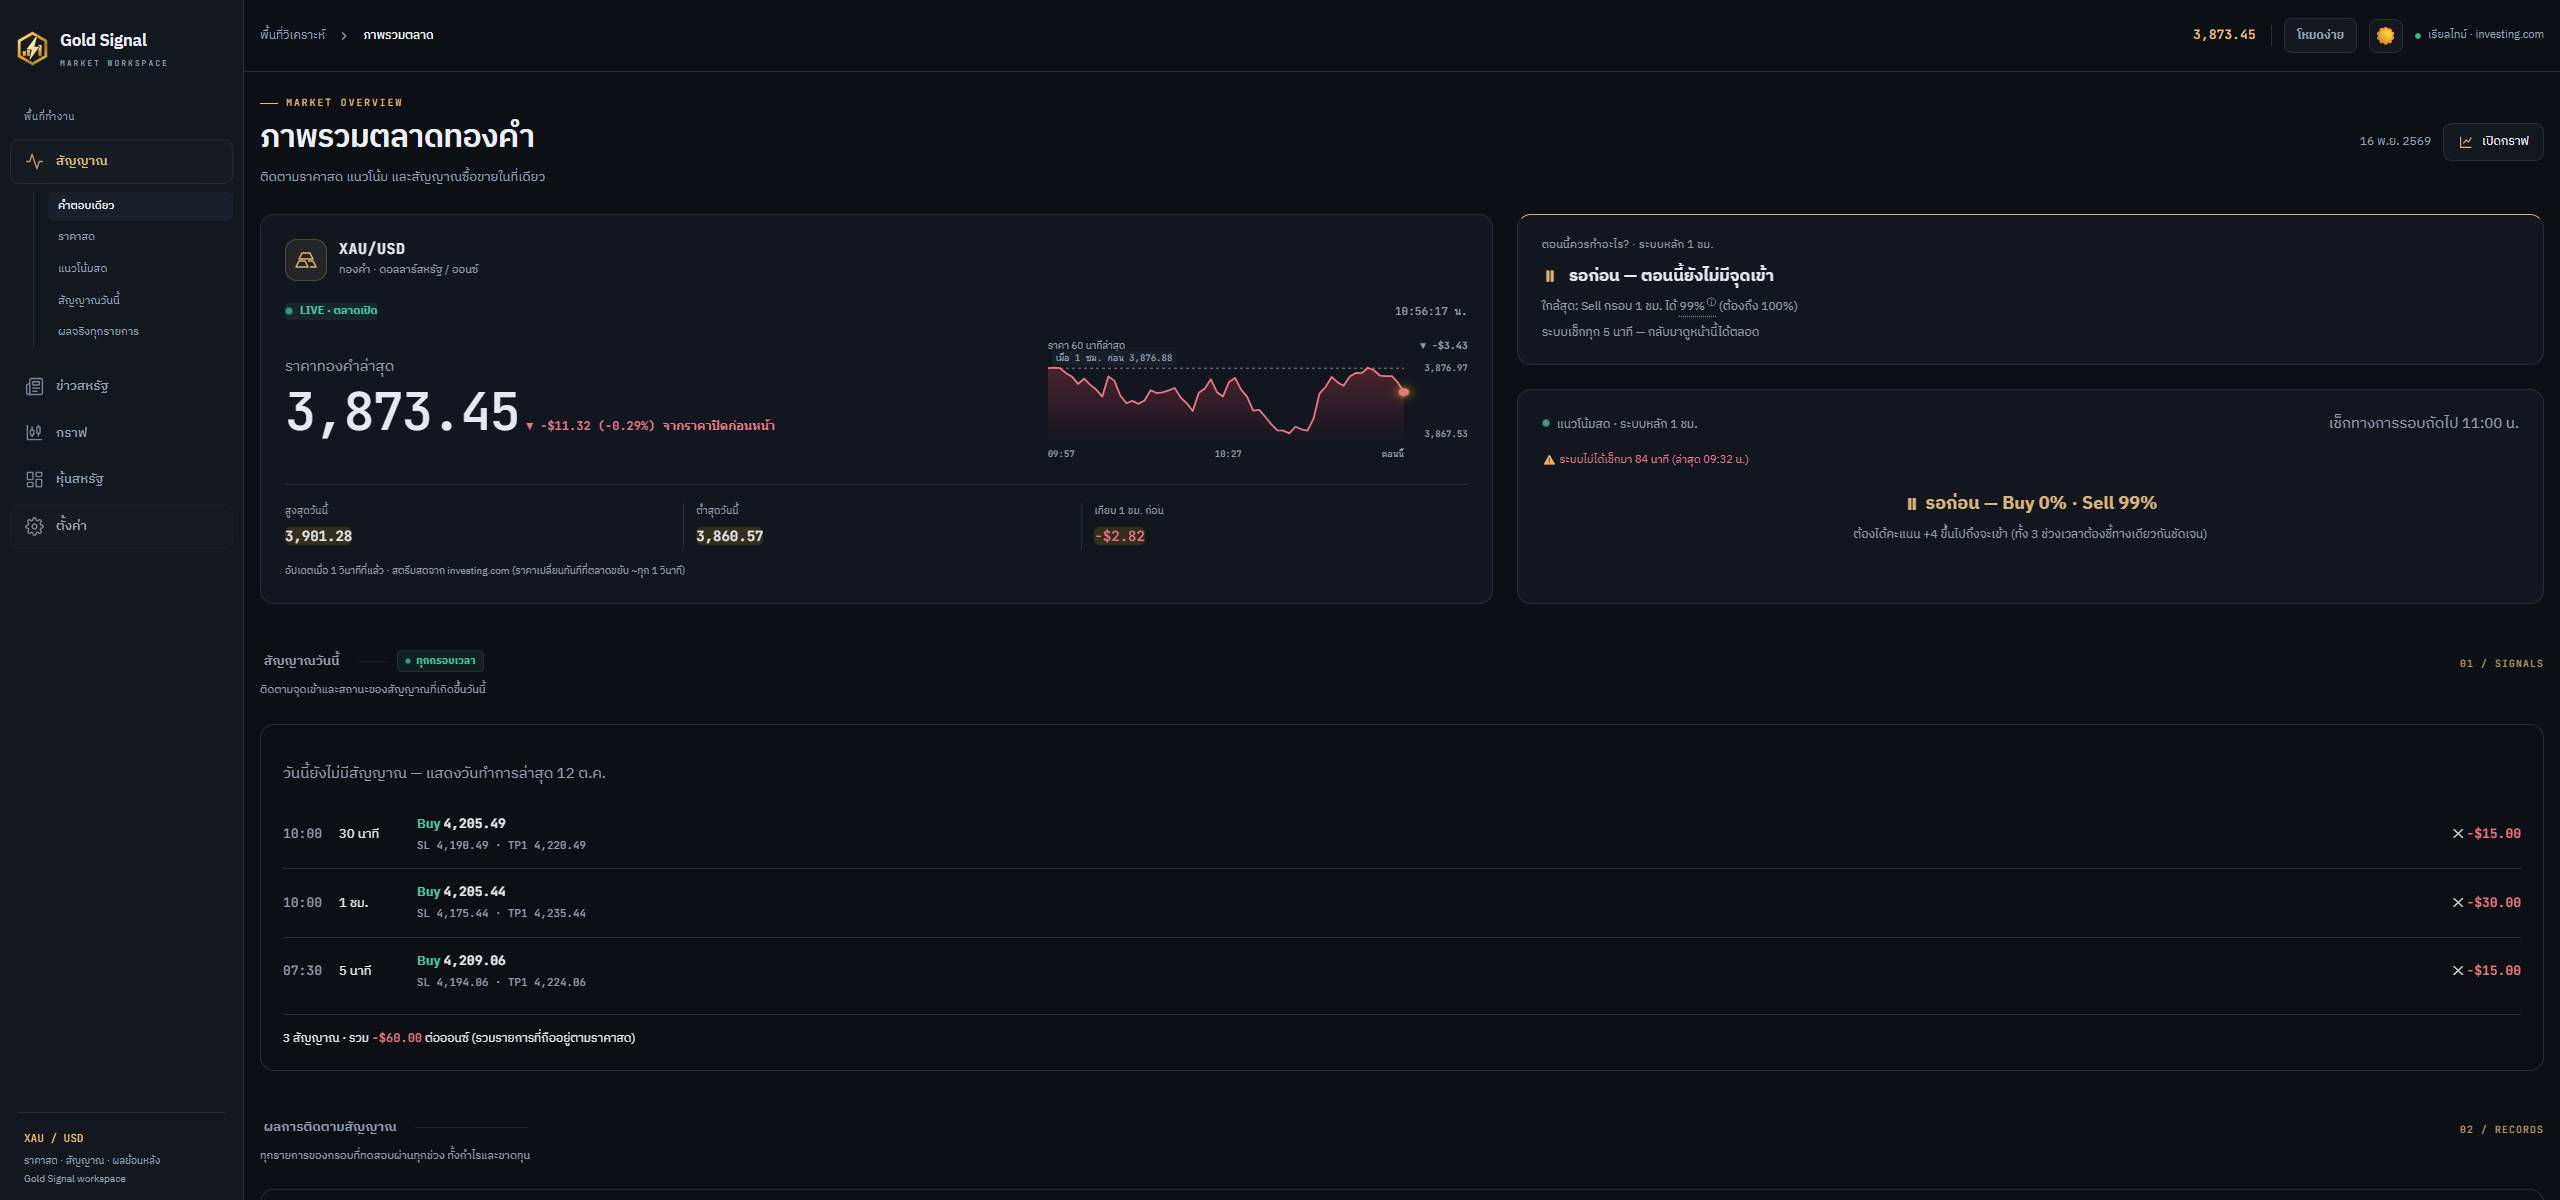 Gold Signal
MARKET WORKSPACE
พื้นที่ทำงาน
สัญญาณ
คำตอบเดียว
ราคาสด
แนวโน้มสด
สัญญาณวันนี้
ผลจริงทุกรายการ
ข่าวสหรัฐ
กราฟ
หุ้นสหรัฐ
ตั้งค่า
XAU / USD
ราคาสด · สัญญาณ · ผลย้อนหลัง
Gold Signal workspace
พื้นที่วิเคราะห์ > ภาพรวมตลาด
3,873.45
โหมดง่าย
เรียลไทม์ · investing.com
MARKET OVERVIEW
ภาพรวมตลาดทองคำ
ติดตามราคาสด แนวโน้ม และสัญญาณซื้อขายในที่เดียว
16 พ.ย. 2569
เปิดกราฟ
XAU/USD
ทองคำ · ดอลลาร์สหรัฐ / ออนซ์
LIVE · ตลาดเปิด
10:56:17 น.
ราคาทองคำล่าสุด
3,873.45 ▼ -$11.32 (-0.29%) จากราคาปิดก่อนหน้า
ราคา 60 นาทีล่าสุด
▼ -$3.43
เมื่อ 1 ชม. ก่อน 3,876.88
3,876.97
3,867.53
09:57
10:27
ตอนนี้
สูงสุดวันนี้
3,901.28
ต่ำสุดวันนี้
3,860.57
เทียบ 1 ชม. ก่อน
-$2.82
อัปเดตเมื่อ 1 วินาทีที่แล้ว · สตรีมสดจาก investing.com (ราคาเปลี่ยนทันทีที่ตลาดขยับ ~ทุก 1 วินาที)
ตอนนี้ควรทำอะไร? · ระบบหลัก 1 ชม.
รอก่อน — ตอนนี้ยังไม่มีจุดเข้า
ใกล้สุด: Sell กรอบ 1 ชม. ได้ 99% ⓘ (ต้องถึง 100%)
ระบบเช็กทุก 5 นาที — กลับมาดูหน้านี้ได้ตลอด
แนวโน้มสด · ระบบหลัก 1 ชม.
เช็กทางการรอบถัดไป 11:00 น.
⚠ ระบบไม่ได้เช็กมา 84 นาที (ล่าสุด 09:32 น.)
รอก่อน — Buy 0% · Sell 99%
ต้องได้คะแนน +4 ขึ้นไปถึงจะเข้า (ทั้ง 3 ช่วงเวลาต้องชี้ทางเดียวกันชัดเจน)
สัญญาณวันนี้
ทุกกรอบเวลา
01 / SIGNALS
ติดตามจุดเข้าและสถานะของสัญญาณที่เกิดขึ้นวันนี้
วันนี้ยังไม่มีสัญญาณ — แสดงวันทำการล่าสุด 12 ต.ค.
10:00 30 นาที Buy 4,205.49
SL 4,190.49 · TP1 4,220.49
✕ -$15.00
10:00 1 ชม. Buy 4,205.44
SL 4,175.44 · TP1 4,235.44
✕ -$30.00
07:30 5 นาที Buy 4,209.06
SL 4,194.06 · TP1 4,224.06
✕ -$15.00
3 สัญญาณ · รวม -$60.00 ต่อออนซ์ (รวมรายการที่ถืออยู่ตามราคาสด)
ผลการติดตามสัญญาณ
02 / RECORDS
ทุกรายการของกรอบที่ทดสอบผ่านทุกช่วง ทั้งกำไรและขาดทุน